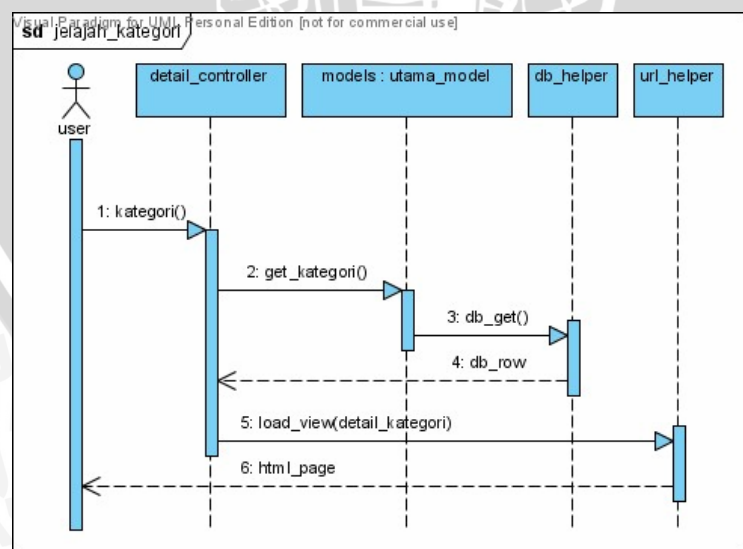 Visual Paradigm for UML Personal Edition [not for commercial use]
sd jelajah_kategori
detail_controller
models : utama_model
db_helper
url_helper
user
1: kategori()
2: get_kategori()
3: db_get()
4: db_row
5: load_view(detail_kategori)
6: html_page